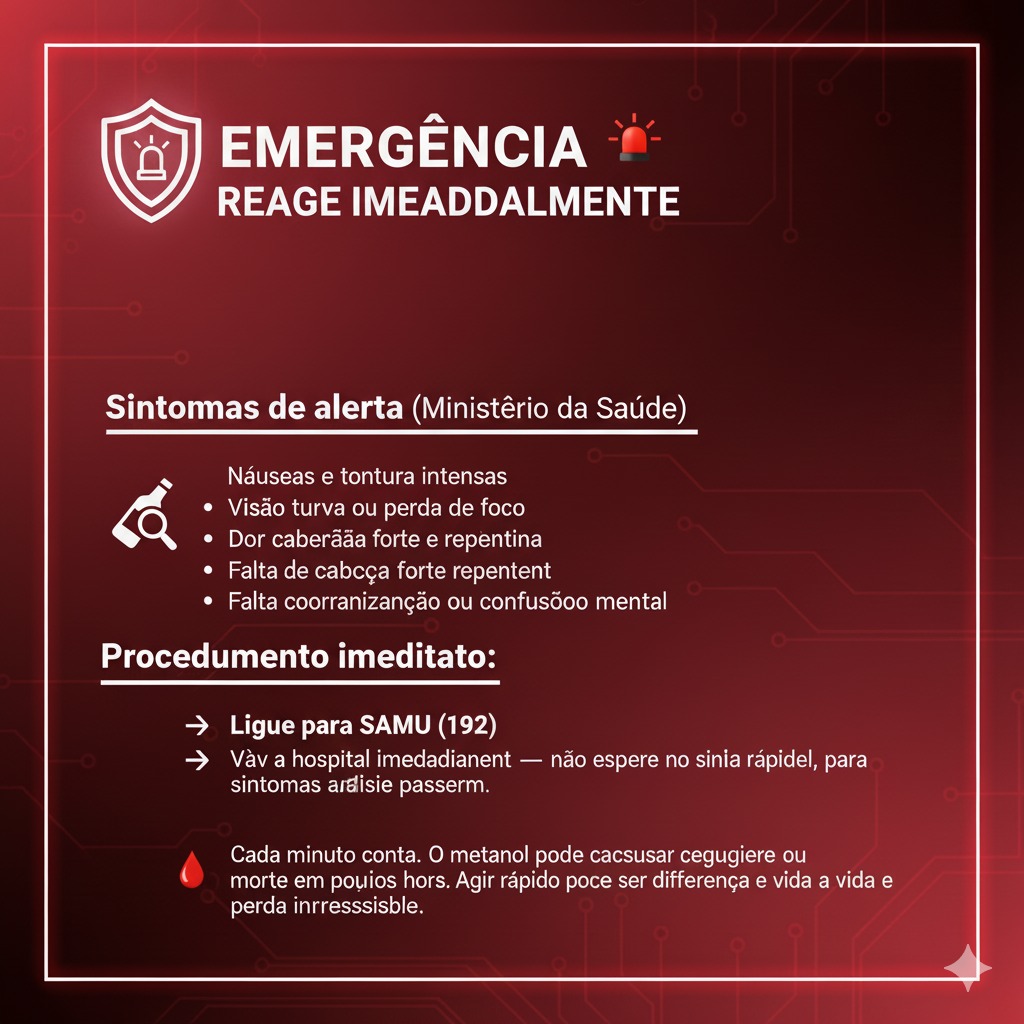 EMERGÊNCIA
REAGE IMEADDALMENTE
Sintomas de alerta (Ministêrio da Saúde)
Náuseas e tontura intensas
• Visão turva ou perda de foco
• Dor caberãäa forte e repentina
• Falta de cabcça forte repentent
• Falta coorranizanção ou confusõoo mental
Procedumento imeditato:
→ Ligue para SAMU (192)
→ Vàv a hospital imedadianent — não espere no sinia rápidel, para
sintomas passerm.
Cada minuto conta. O metanol pode cacsusar cegugiere ou
morte em poųios hors. Agir rápido poce ser differença e vida a vida e
perda inrresssisble.